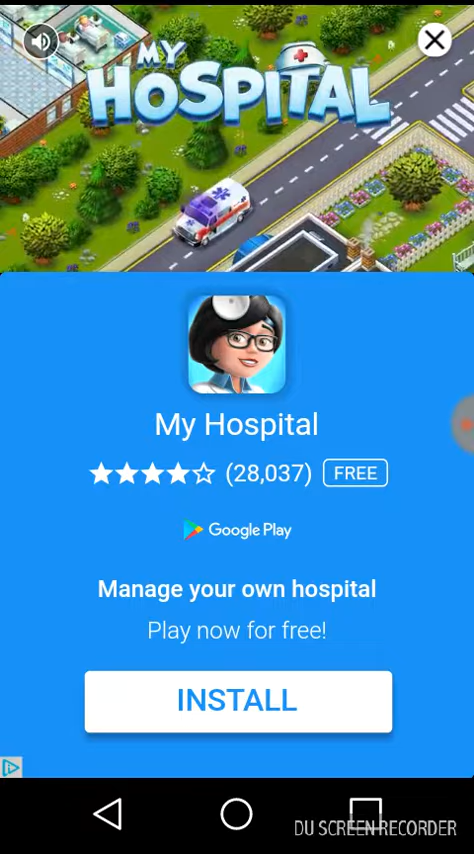 MY
HOSPITAL
My Hospital
(28,037) FREE
Google Play
Manage your own hospital
Play now for free!
INSTALL
DU SCREEN RECORDER